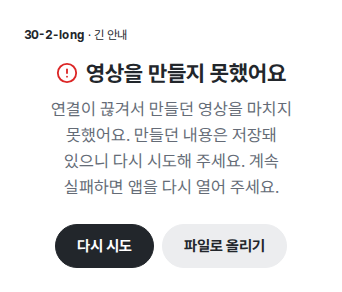 30-2-long · 긴 안내
영상을 만들지 못했어요
연결이 끊겨서 만들던 영상을 마치지
못했어요. 만들던 내용은 저장돼
있으니 다시 시도해 주세요. 계속
실패하면 앱을 다시 열어 주세요.
다시 시도 파일로 올리기